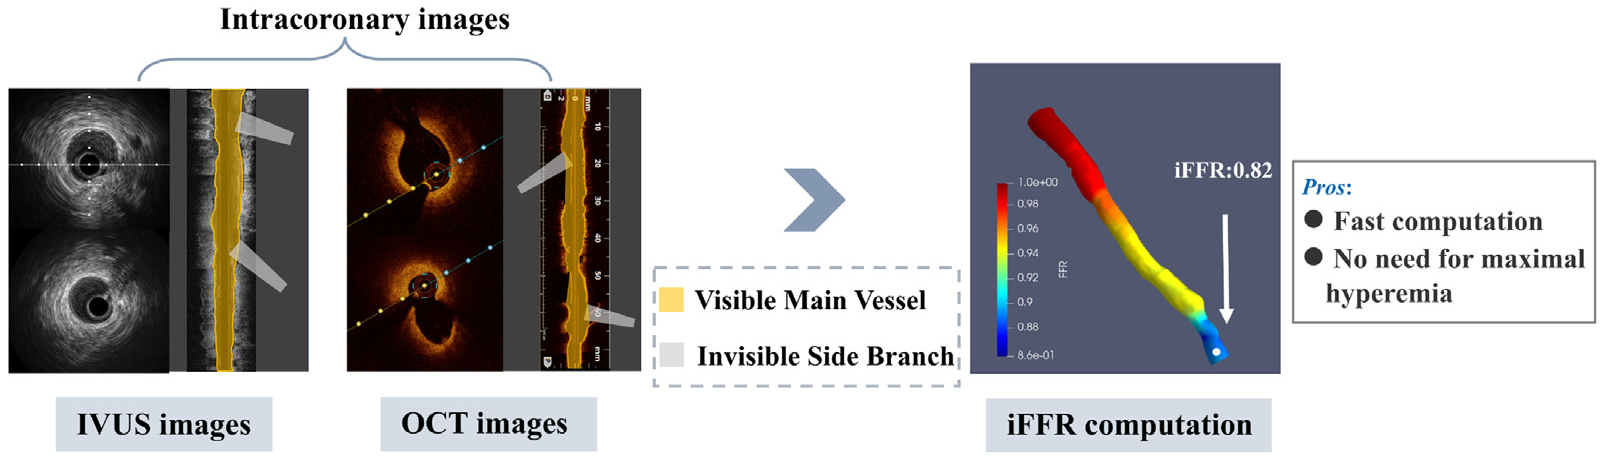 Intracoronary images
2 0 mm
10
20
30
40
50
60
mm
IVUS images
OCT images
Visible Main Vessel
Invisible Side Branch
iFFR:0.82
1.0e+00
0.98
0.96
0.94
0.92
0.9
0.88
8.6e-01
FFR
iFFR computation
Pros:
● Fast computation
● No need for maximal
hyperemia